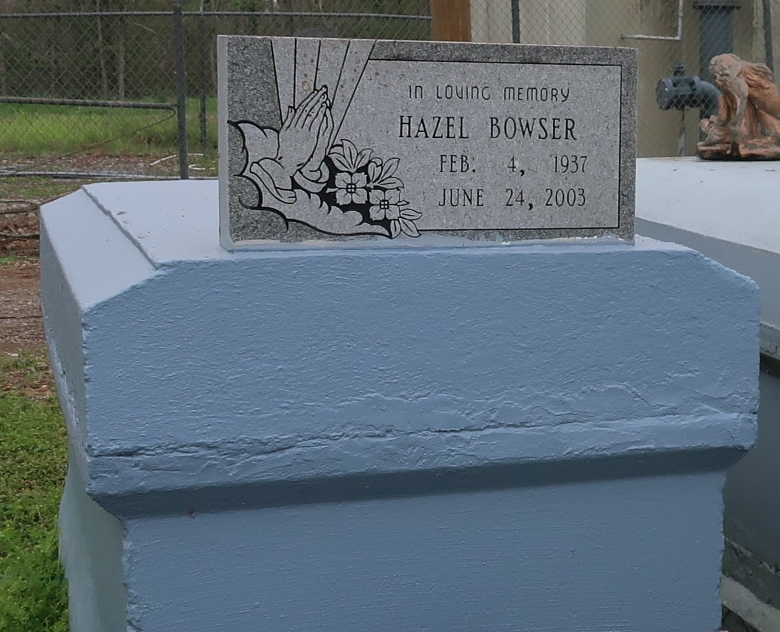 IN LOVING MEMORY
HAZEL BOWSER
FEB. 4, 1937
JUNE 24, 2003